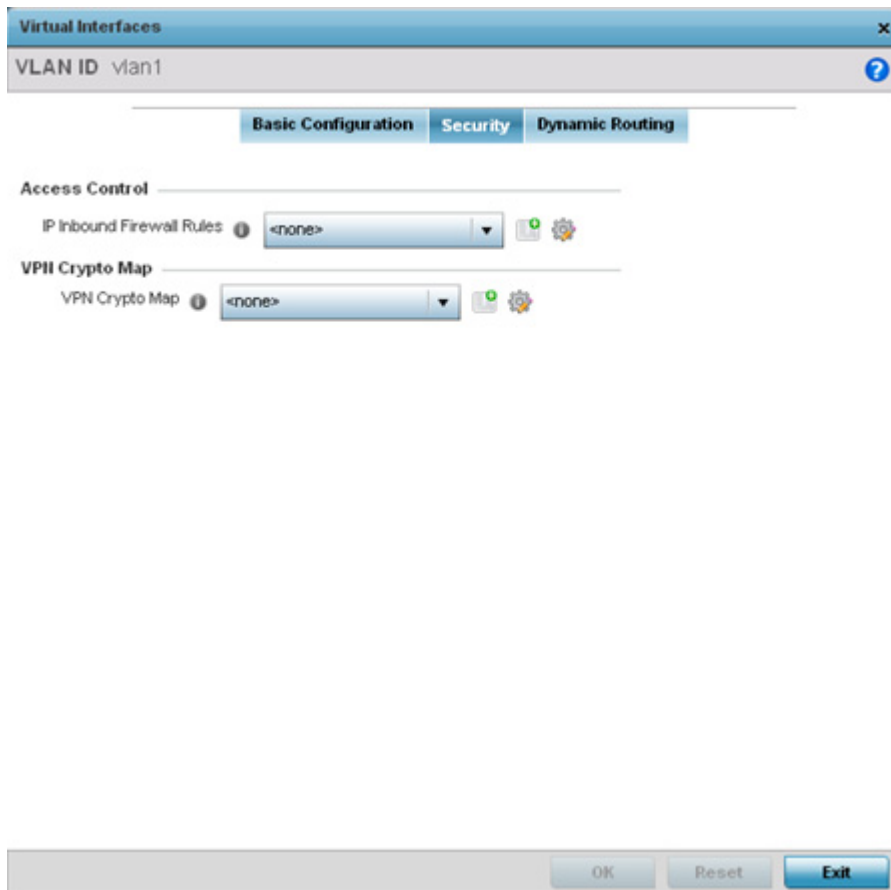 Virtual Interfaces x
VLAN ID vlan1 ?
Basic Configuration Security Dynamic Routing
Access Control
IP Inbound Firewall Rules i <none>
VPN Crypto Map
VPN Crypto Map i <none>
OK Reset Exit